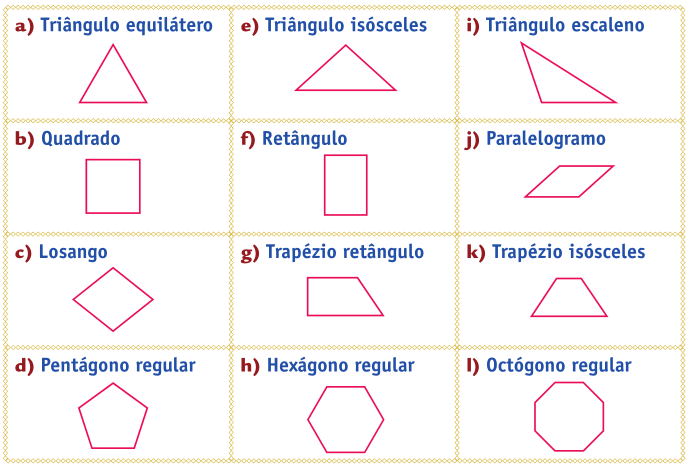 a) Triângulo equilátero
e) Triângulo isósceles
i) Triângulo escaleno
b) Quadrado
f) Retângulo
j) Paralelogramo
c) Losango
g) Trapézio retângulo
k) Trapézio isósceles
d) Pentágono regular
h) Hexágono regular
l) Octógono regular